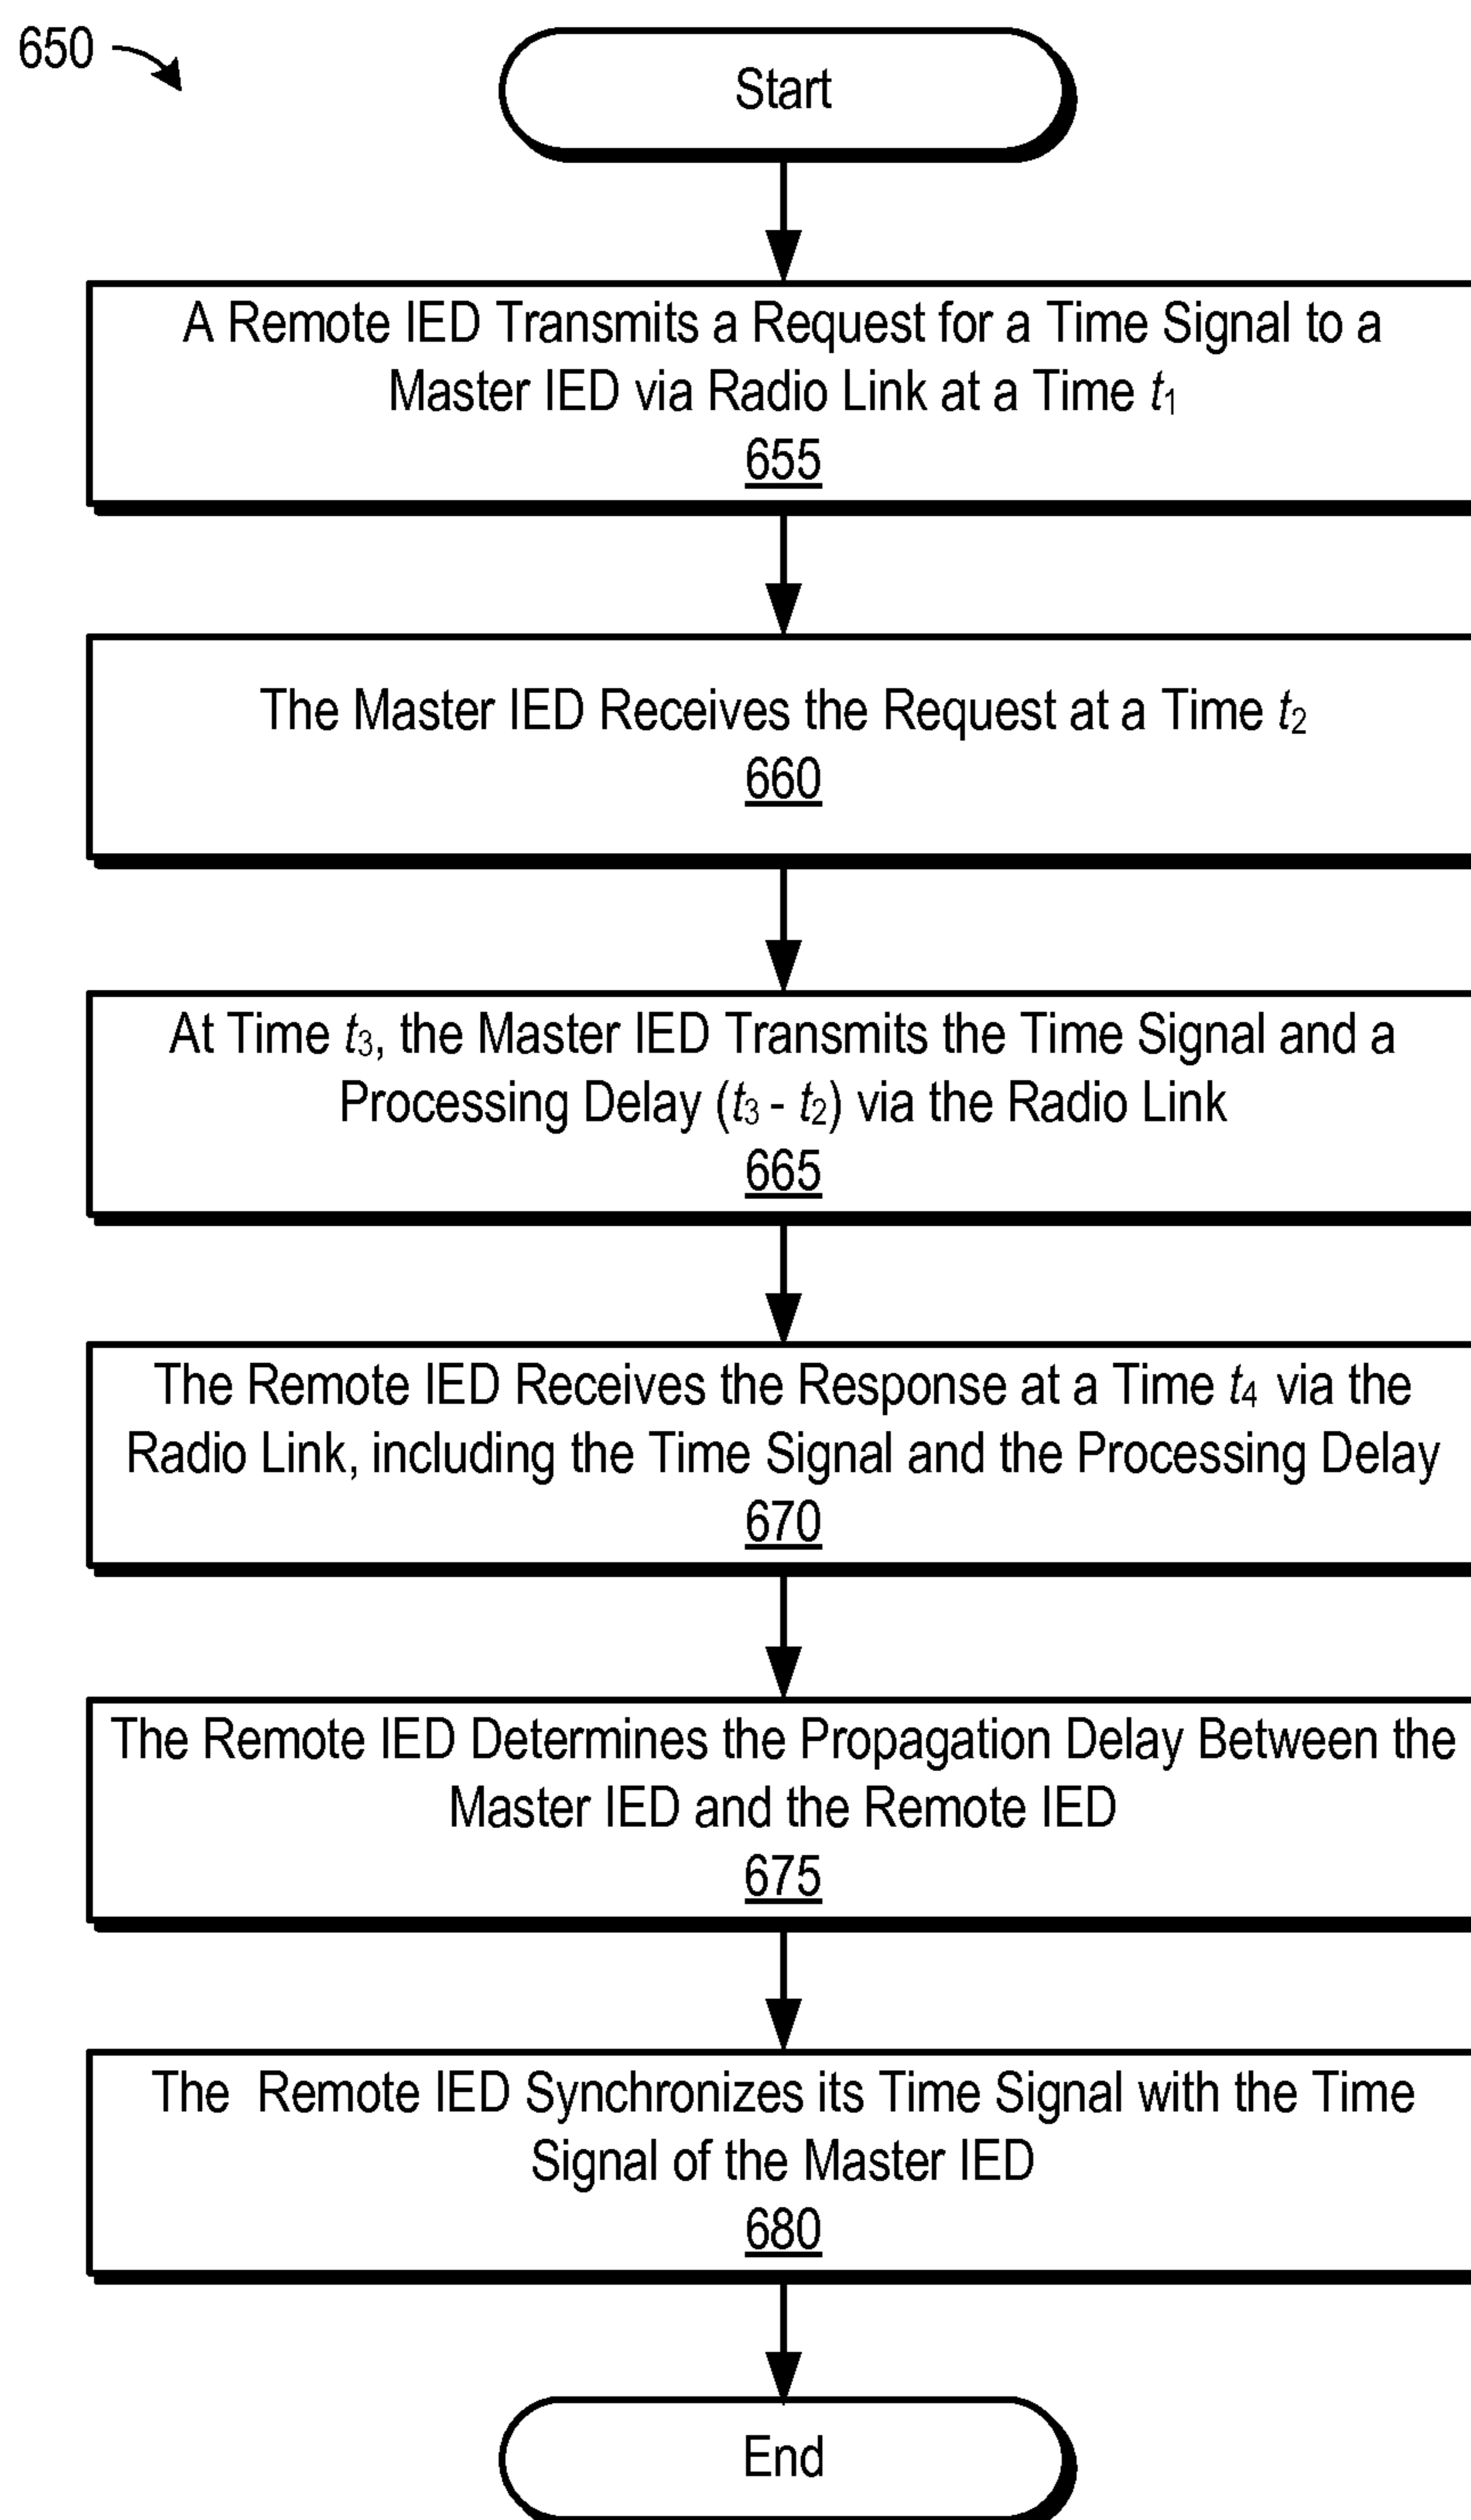 650
Start
A Remote IED Transmits a Request for a Time Signal to a
Master IED via Radio Link at a Time t₁
655
The Master IED Receives the Request at a Time t₂
660
At Time t₃, the Master IED Transmits the Time Signal and a
Processing Delay (t₃ - t₂) via the Radio Link
665
The Remote IED Receives the Response at a Time t₄ via the
Radio Link, including the Time Signal and the Processing Delay
670
The Remote IED Determines the Propagation Delay Between the
Master IED and the Remote IED
675
The Remote IED Synchronizes its Time Signal with the Time
Signal of the Master IED
680
End